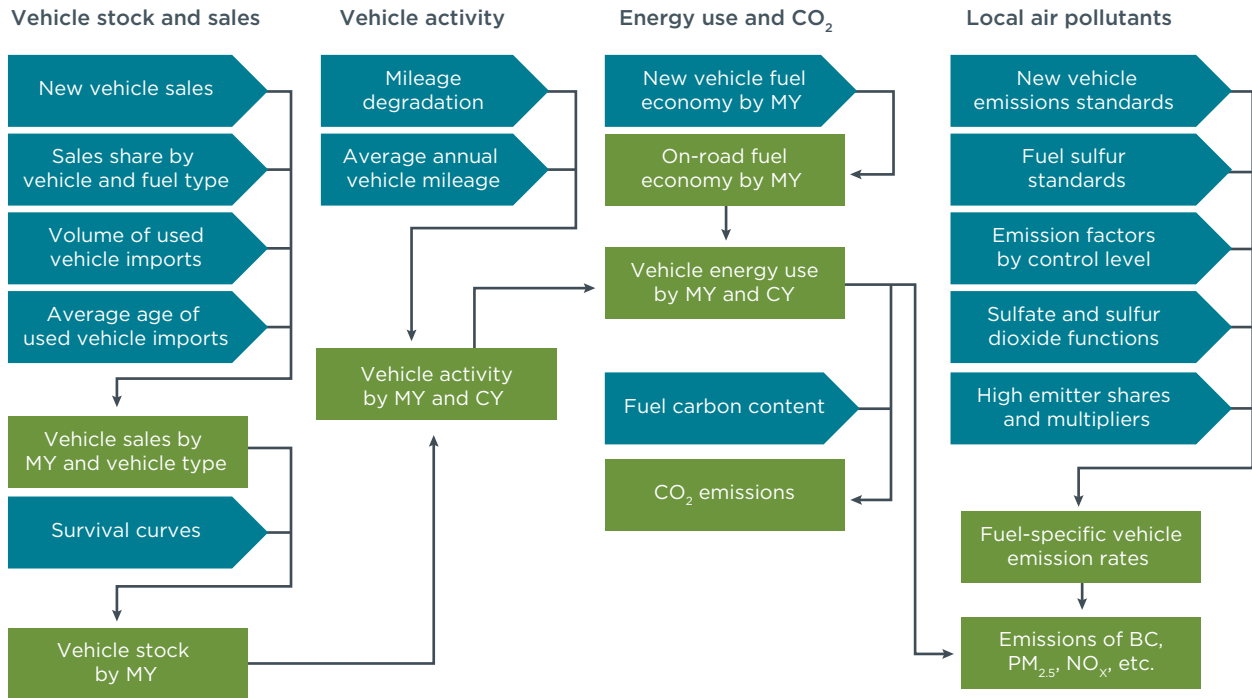 Vehicle stock and sales
New vehicle sales
Sales share by
vehicle and fuel type
Volume of used
vehicle imports
Average age of
used vehicle imports
Vehicle sales by
MY and vehicle type
Survival curves
Vehicle stock
by MY
Vehicle activity
Mileage
degradation
Average annual
vehicle mileage
Vehicle activity
by MY and CY
Energy use and CO₂
New vehicle fuel
economy by MY
On-road fuel
economy by MY
Vehicle energy use
by MY and CY
Fuel carbon content
CO₂ emissions
Local air pollutants
New vehicle
emissions standards
Fuel sulfur
standards
Emission factors
by control level
Sulfate and sulfur
dioxide functions
High emitter shares
and multipliers
Fuel-specific vehicle
emission rates
Emissions of BC,
PM₂.₅, NOₓ, etc.